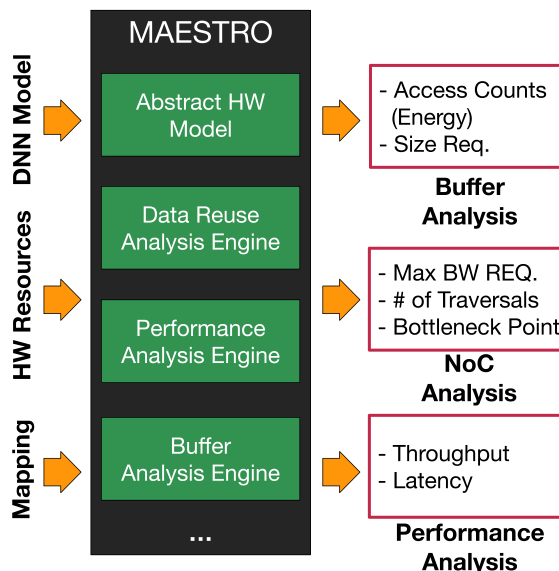 DNN Model
HW Resources
Mapping
MAESTRO
Abstract HW
Model
Data Reuse
Analysis Engine
Performance
Analysis Engine
Buffer
Analysis Engine
...
- Access Counts
(Energy)
- Size Req.
Buffer
Analysis
- Max BW REQ.
- # of Traversals
- Bottleneck Point
NoC
Analysis
- Throughput
- Latency
Performance
Analysis